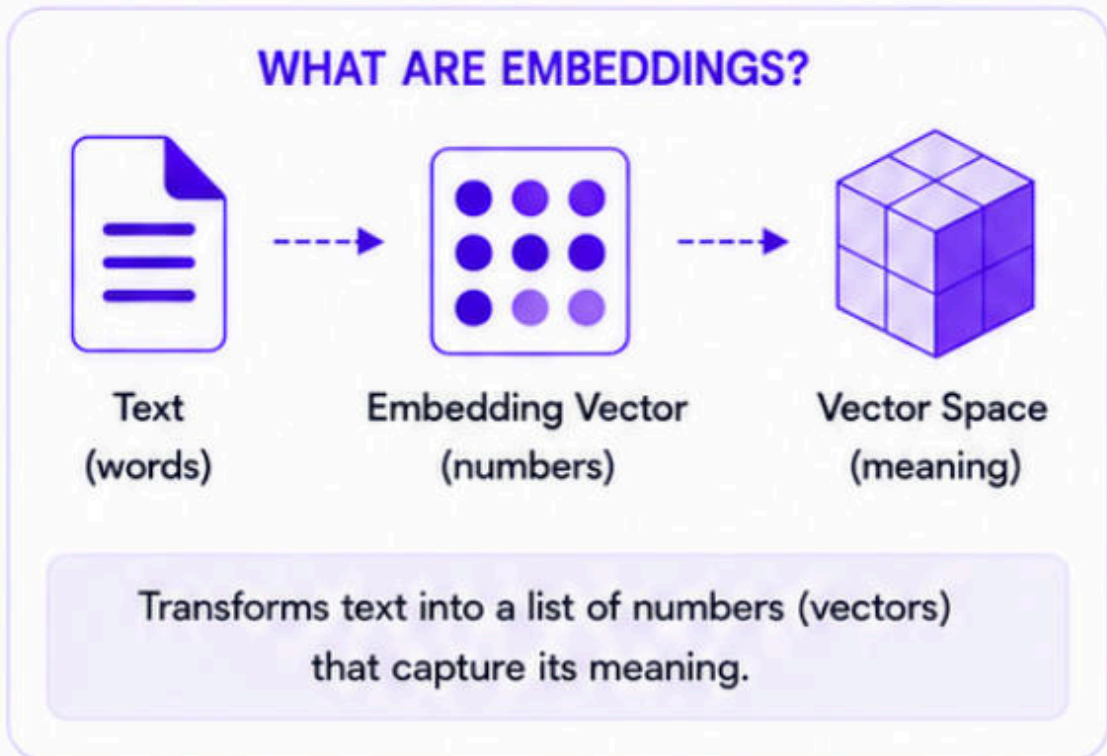 WHAT ARE EMBEDDINGS?
Text
(words)
Embedding Vector
(numbers)
Vector Space
(meaning)
Transforms text into a list of numbers (vectors)
that capture its meaning.